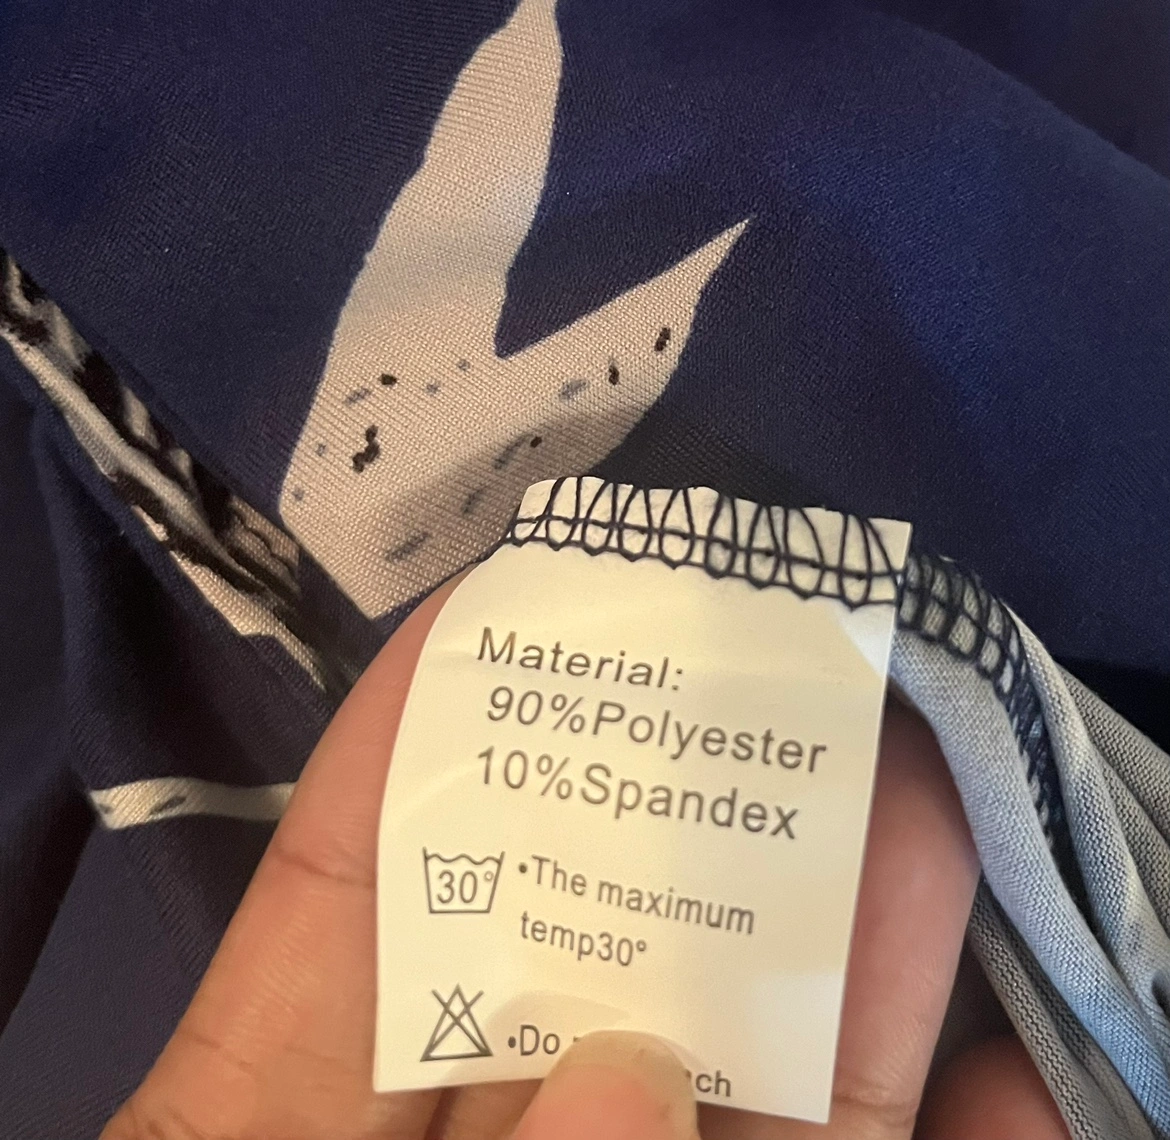 Material:
90%Polyester
10%Spandex
30°
•The maximum
temp30°
•Do